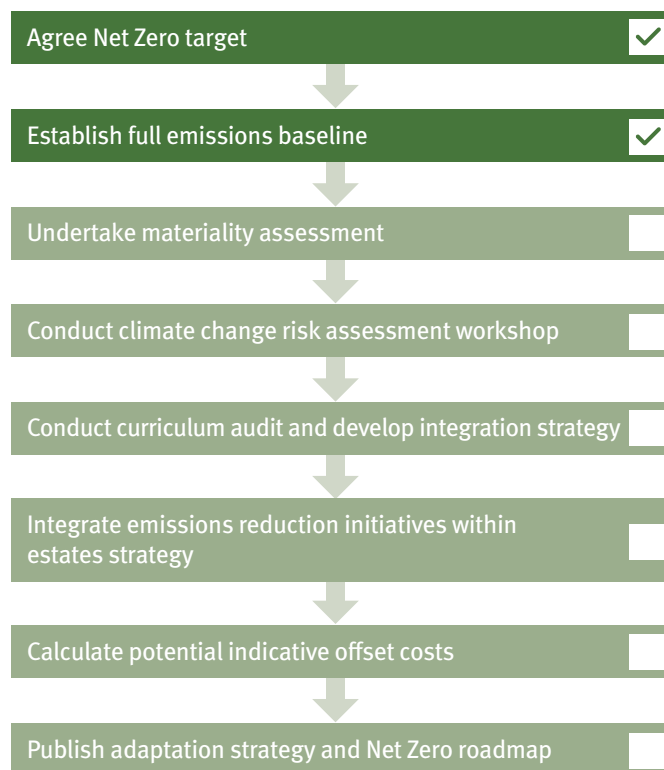 Agree Net Zero target
Establish full emissions baseline
Undertake materiality assessment
Conduct climate change risk assessment workshop
Conduct curriculum audit and develop integration strategy
Integrate emissions reduction initiatives within
estates strategy
Calculate potential indicative offset costs
Publish adaptation strategy and Net Zero roadmap